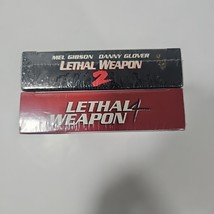 MEL GIBSON DANNY GLOVER
LETHAL WEAPON
2
LETHAL
WEAPON 4